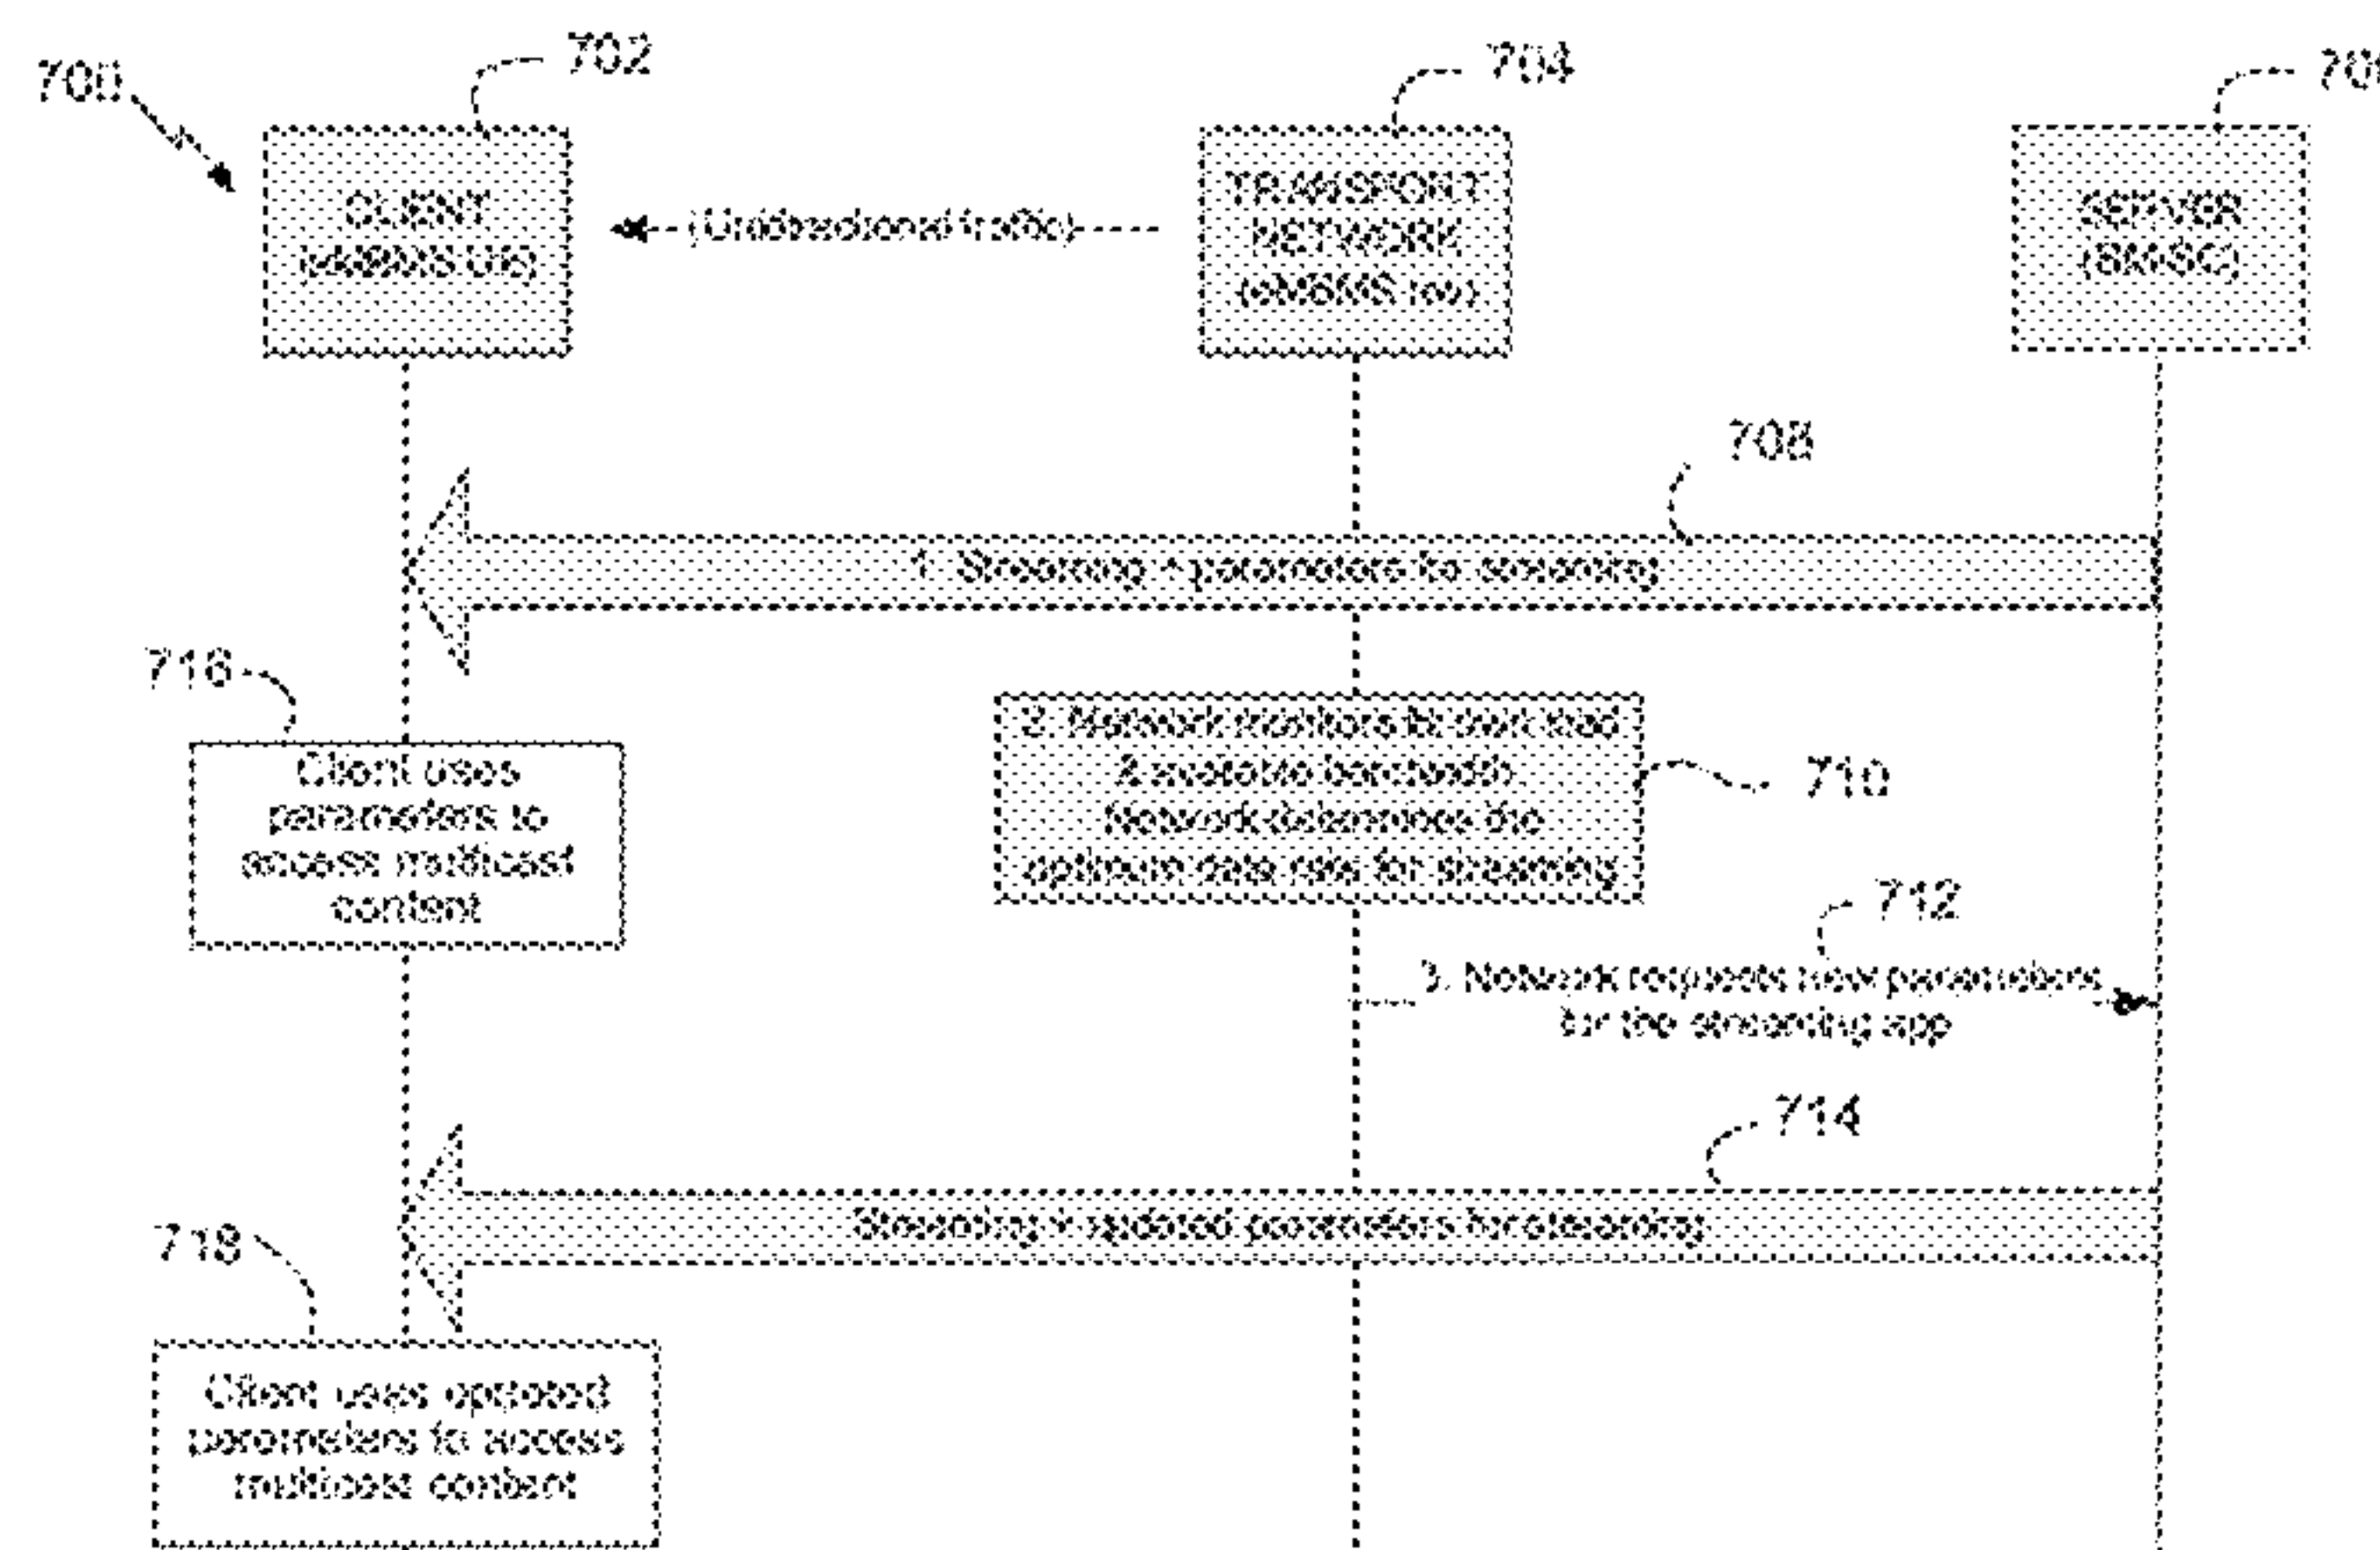 700
702
704
CLIENT
(eMBMS UE)
(Unidirectional traffic)
TRANSPORT
NETWORK
(eMBMS
SERVER
(BMSC)
708
1. Streaming + parameters for streaming
716
Client uses
parameters to
access multicast
content
2. Network monitors its own load
& available bandwidth
Network determines the
optimum data rate for streaming
710
712
3. Network requests new parameters
for the streaming app
714
Streaming + updated parameters for streaming
718
Client uses updated
parameters to access
multicast content